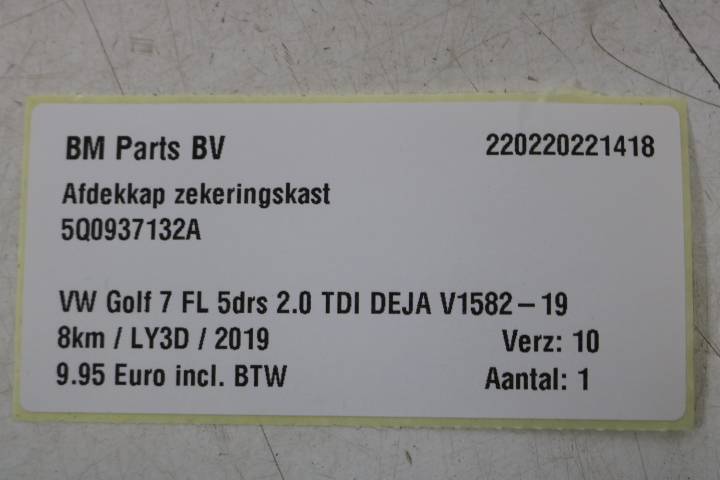 BM Parts BV 220220221418
Afdekkap zekeringskast
5Q0937132A
VW Golf 7 FL 5drs 2.0 TDI DEJA V1582-19
8km / LY3D / 2019 Verz: 10
9.95 Euro incl. BTW Aantal: 1